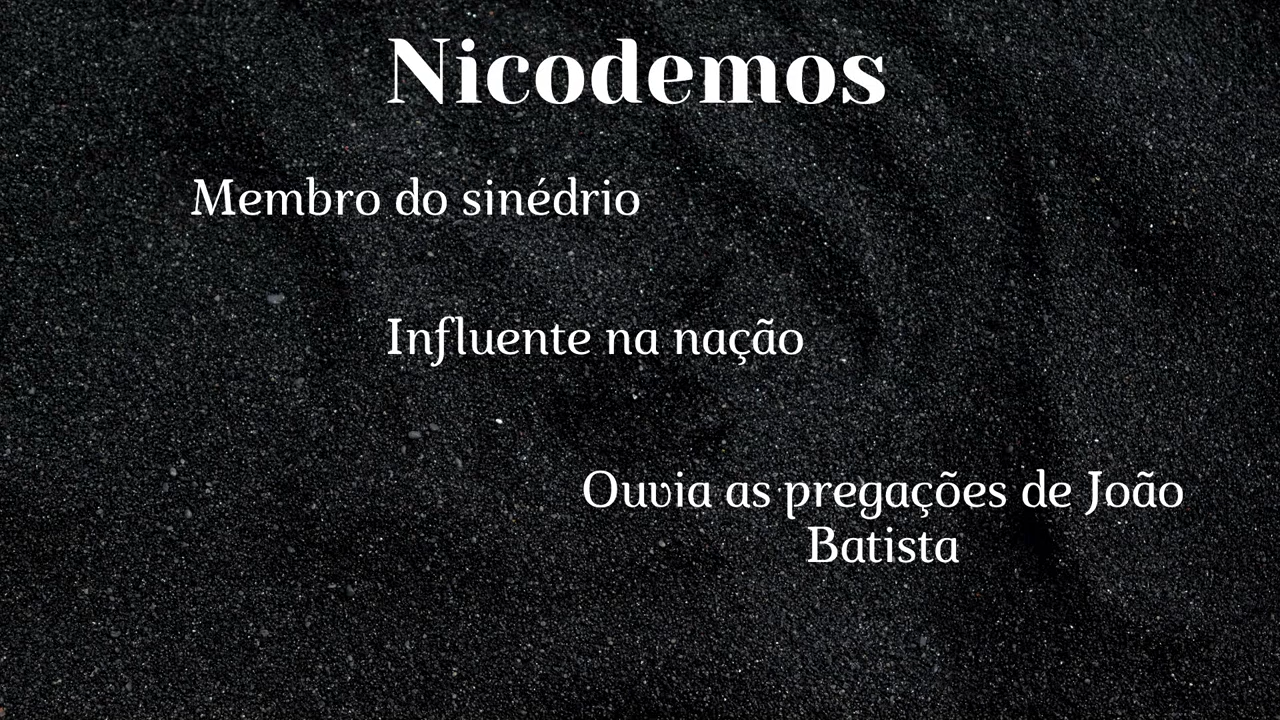 Nicodemos
Membro do sinédrio
Influente na nação
Ouvia as pregações de João
Batista